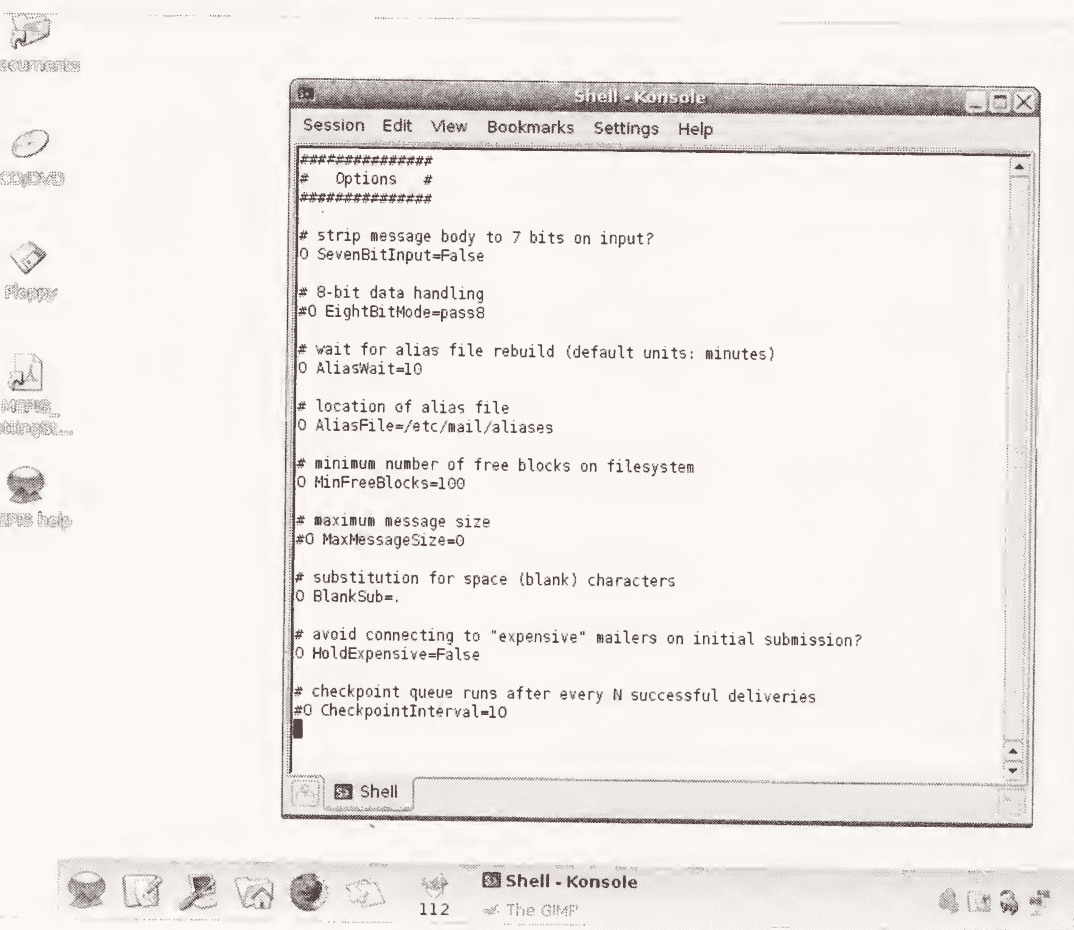 CD/DVD
Floppy
Shell - Konsole
Session Edit View Bookmarks Settings Help
###############
#   Options   #
###############
# strip message body to 7 bits on input?
O SevenBitInput=False
# 8-bit data handling
#O EightBitMode=pass8
# wait for alias file rebuild (default units: minutes)
O AliasWait=10
# location of alias file
O AliasFile=/etc/mail/aliases
# minimum number of free blocks on filesystem
O MinFreeBlocks=100
# maximum message size
#O MaxMessageSize=0
# substitution for space (blank) characters
O BlankSub=.
# avoid connecting to "expensive" mailers on initial submission?
O HoldExpensive=False
# checkpoint queue runs after every N successful deliveries
#O CheckpointInterval=10
Shell
112
Shell - Konsole
The GIMP